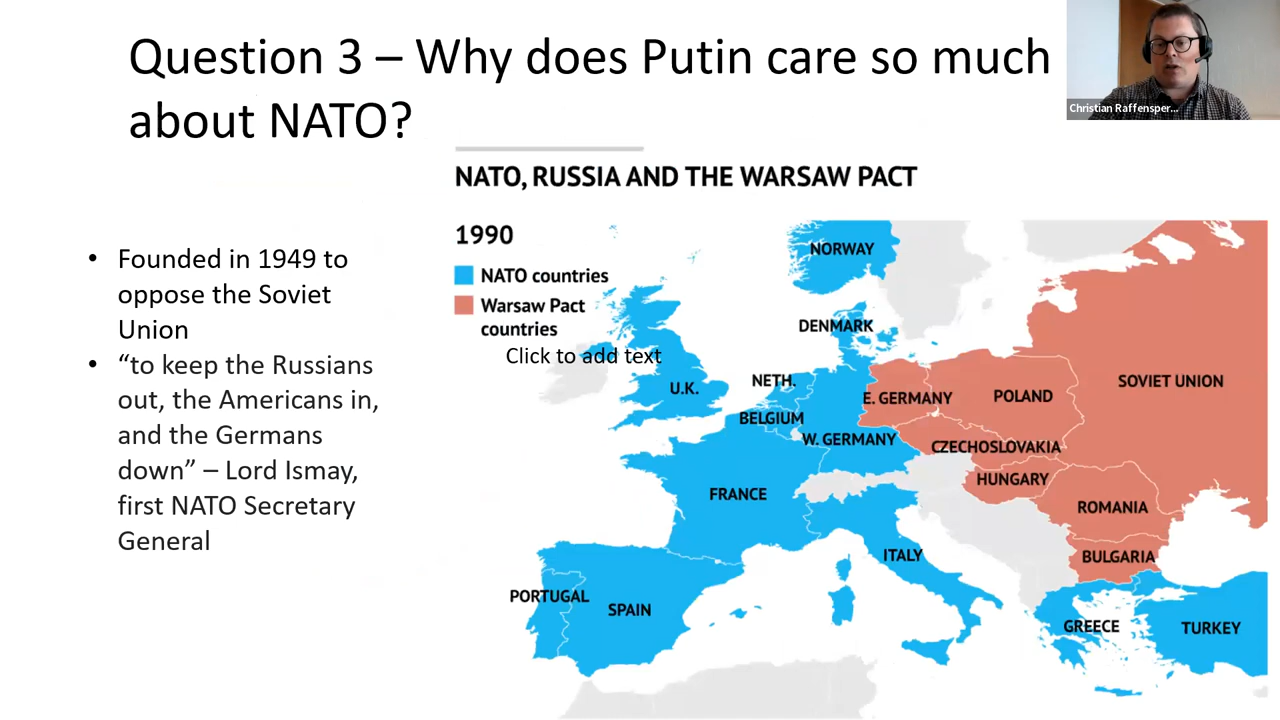 Question 3 – Why does Putin care so much
about NATO?
Christian Raffensper...
NATO, RUSSIA AND THE WARSAW PACT
1990
NATO countries
Warsaw Pact
countries
Click to add text
• Founded in 1949 to
oppose the Soviet
Union
• “to keep the Russians
out, the Americans in,
and the Germans
down” – Lord Ismay,
first NATO Secretary
General
NORWAY
DENMARK
NETH.
U.K.
BELGIUM
E. GERMANY
POLAND
SOVIET UNION
W. GERMANY
CZECHOSLOVAKIA
HUNGARY
FRANCE
ROMANIA
ITALY
BULGARIA
PORTUGAL
SPAIN
GREECE
TURKEY